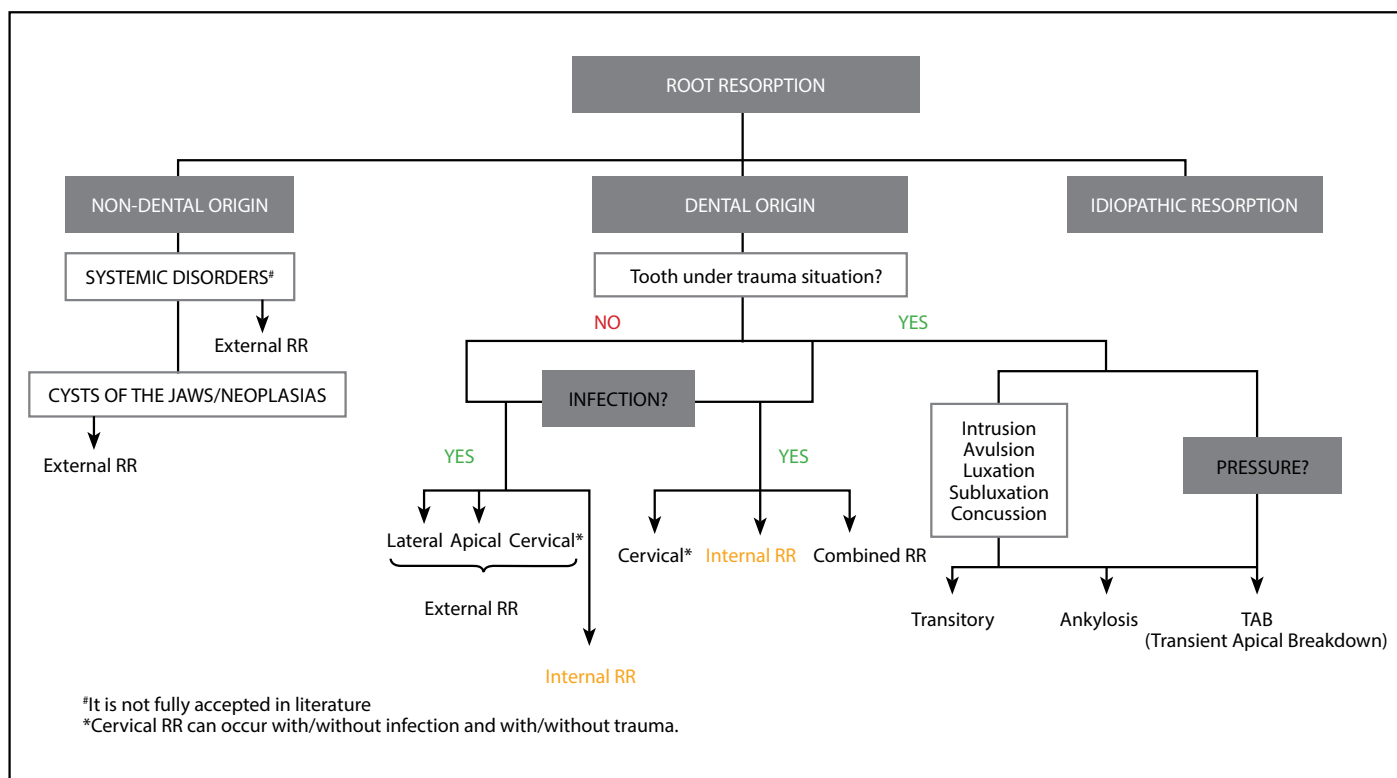 ROOT RESORPTION
NON-DENTAL ORIGIN
DENTAL ORIGIN
IDIOPATHIC RESORPTION
SYSTEMIC DISORDERS#
Tooth under trauma situation?
External RR
NO
YES
CYSTS OF THE JAWS/NEOPLASIAS
INFECTION?
External RR
YES
YES
Intrusion
Avulsion
Luxation
Subluxation
Concussion
PRESSURE?
Lateral Apical Cervical*
External RR
Internal RR
Cervical* Internal RR Combined RR
Transitory
Ankylosis
TAB
(Transient Apical Breakdown)
#It is not fully accepted in literature
*Cervical RR can occur with/without infection and with/without trauma.